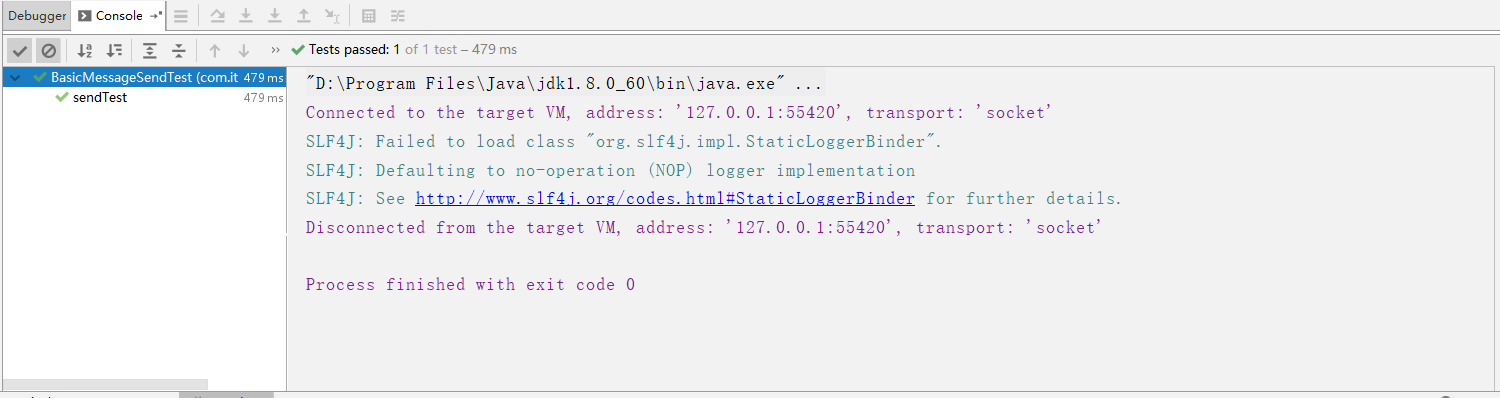 Debugger Console
Tests passed: 1 of 1 test – 479 ms
BasicMessageSendTest (com.it 479 ms
sendTest 479 ms
"D:\Program Files\Java\jdk1.8.0_60\bin\java.exe" ...
Connected to the target VM, address: '127.0.0.1:55420', transport: 'socket'
SLF4J: Failed to load class "org.slf4j.impl.StaticLoggerBinder".
SLF4J: Defaulting to no-operation (NOP) logger implementation
SLF4J: See http://www.slf4j.org/codes.html#StaticLoggerBinder for further details.
Disconnected from the target VM, address: '127.0.0.1:55420', transport: 'socket'
Process finished with exit code 0